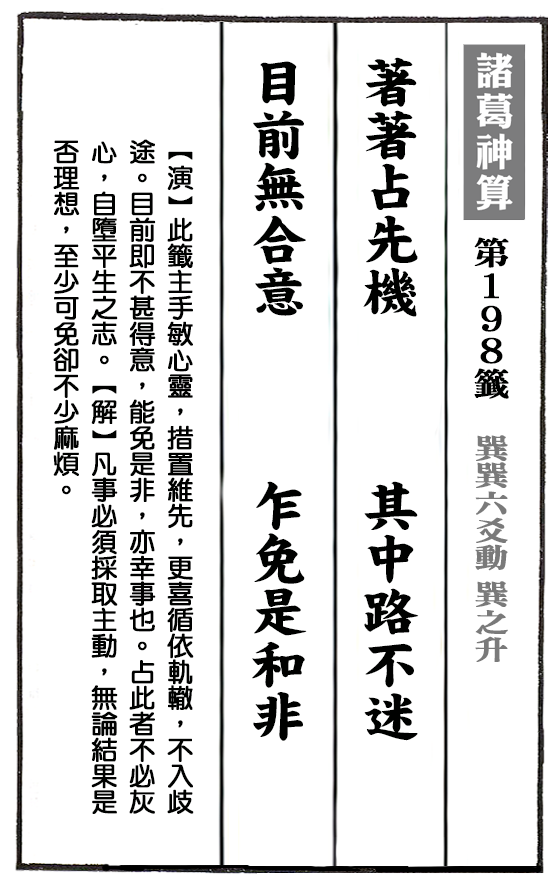 諸葛神算 第198籤 巽巽六爻動 巽之升
著著占先機 其中路不迷
目前無合意 乍免是和非
【演】此籤主手敏心靈，措置維先，更喜循依軌轍，不入歧
途。目前即不甚得意，能免是非，亦幸事也。占此者不必灰
心，自墮平生之志。【解】凡事必須採取主動，無論結果是
否理想，至少可免卻不少麻煩。